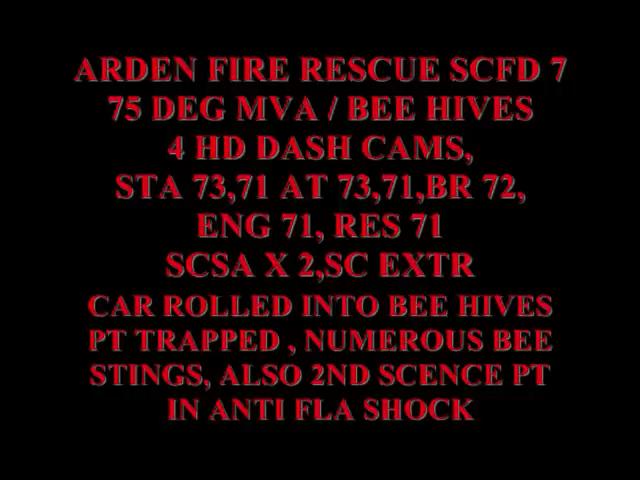 ARDEN FIRE RESCUE SCFD 7
75 DEG MVA / BEE HIVES
4 HD DASH CAMS,
STA 73,71 AT 73,71,BR 72,
ENG 71, RES 71
SCSA X 2,SC EXTR
CAR ROLLED INTO BEE HIVES
PT TRAPPED , NUMEROUS BEE
STINGS, ALSO 2ND SCENCE PT
IN ANTI FLA SHOCK